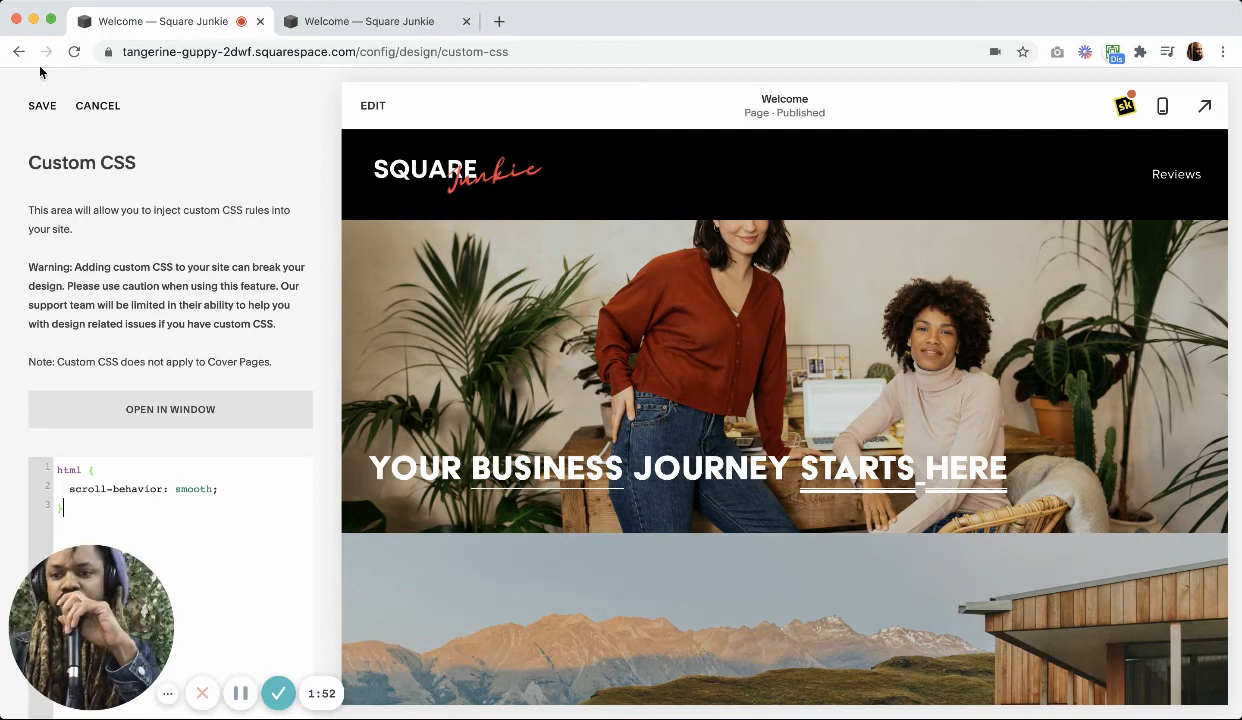 Welcome — Square Junkie
Welcome — Square Junkie
tangerine-guppy-2dwf.squarespace.com/config/design/custom-css
Dis
SAVE CANCEL
EDIT
Welcome
Page · Published
sk
Custom CSS
This area will allow you to inject custom CSS rules into
your site.
Warning: Adding custom CSS to your site can break your
design. Please use caution when using this feature. Our
support team will be limited in their ability to help you
with design related issues if you have custom CSS.
Note: Custom CSS does not apply to Cover Pages.
OPEN IN WINDOW
1 html {
2 scroll-behavior: smooth;
3 }
SQUARE
Junkie
Reviews
YOUR BUSINESS JOURNEY STARTS HERE
1:52